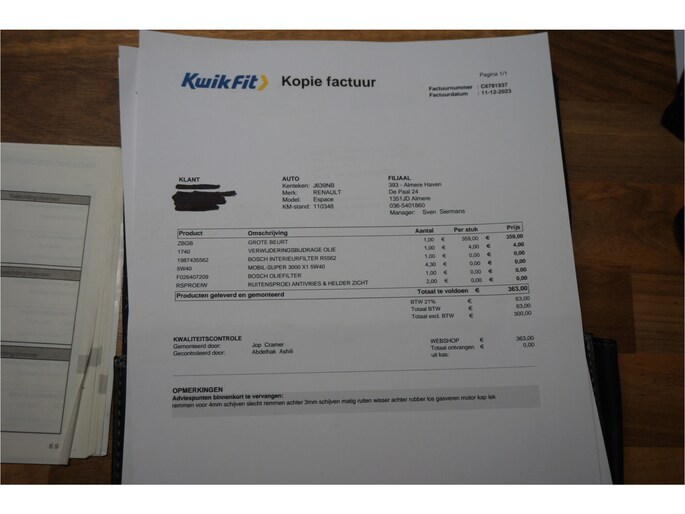 KwikFit Kopie factuur
Pagina 1/1
Factuurnummer : C6781937
Factuurdatum : 11-12-2023
KLANT AUTO FILIAAL
Kenteken: J639NB 393 - Almere Haven
Merk: RENAULT De Paal 24
Model: Espace 1351JD Almere
KM-stand: 110348 036-5401860
Manager: Sven Siermans
Product Omschrijving Aantal Per stuk Prijs
ZBGB GROTE BEURT 1,00 € 359,00 € 359,00
1740 VERWIJDERINGSBIJDRAGE OLIE 1,00 € 4,00 € 4,00
1987435562 BOSCH INTERIEURFILTER R5562 1,00 € 0,00 € 0,00
5W40 MOBIL-SUPER 3000 X1 5W40 4,30 € 0,00 € 0,00
F026407209 BOSCH OLIEFILTER 1,00 € 0,00 € 0,00
RSPROEIW RUITENSPROEI ANTIVRIES & HELDER ZICHT 2,00 € 0,00 € 0,00
Producten geleverd en gemonteerd Totaal te voldoen € 363,00
BTW 21% € 63,00
Totaal BTW € 63,00
Totaal excl. BTW € 300,00
KWALITEITSCONTROLE
Gemonteerd door: Jop Cramer
Gecontroleerd door: Abdelhak Ashili
WEBSHOP € 363,00
Totaal ontvangen € 0,00
uit kas:
OPMERKINGEN
Adviespunten binnenkort te vervangen:
remmen voor 4mm schijven slecht remmen achter 3mm schijven matig ruiten wisser achter rubber los gasveren motor kap lek